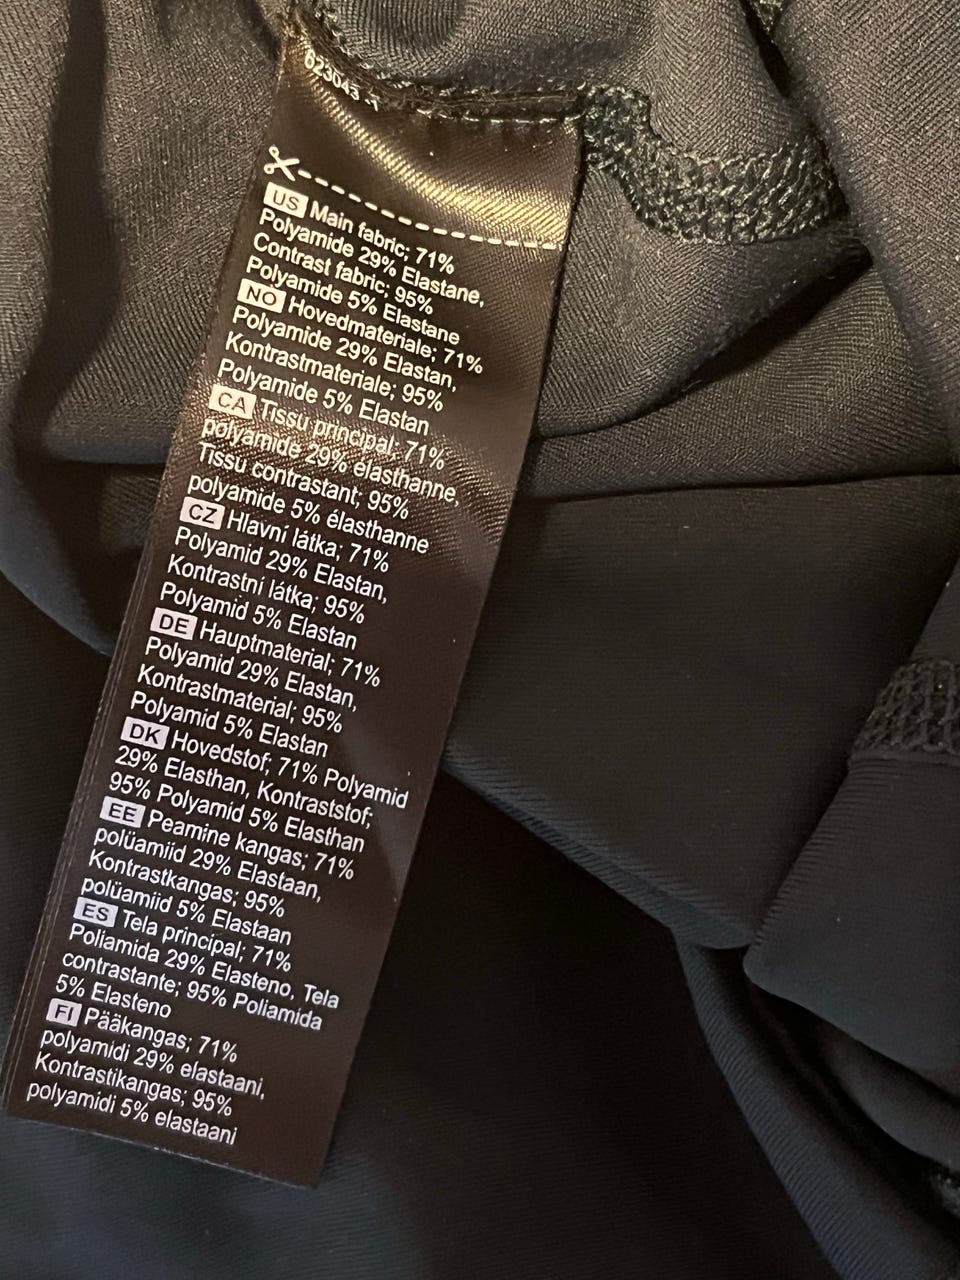 623043
US Main fabric; 71%
Polyamide 29% Elastane,
Contrast fabric; 95%
Polyamide 5% Elastane
NO Hovedmateriale; 71%
Polyamide 29% Elastan,
Kontrastmateriale; 95%
Polyamide 5% Elastan
CA Tissu principal; 71%
polyamide 29% élasthanne,
Tissu contrastant; 95%
polyamide 5% élasthanne
CZ Hlavní látka; 71%
Polyamid 29% Elastan,
Kontrastní látka; 95%
Polyamid 5% Elastan
DE Hauptmaterial; 71%
Polyamid 29% Elastan,
Kontrastmaterial; 95%
Polyamid 5% Elastan
DK Hovedstof; 71% Polyamid
29% Elasthan, Kontraststof;
95% Polyamid 5% Elasthan
EE Peamine kangas; 71%
polüamiid 29% Elastaan,
Kontrastkangas; 95%
polüamiid 5% Elastaan
ES Tela principal; 71%
Poliamida 29% Elasteno, Tela
contrastante; 95% Poliamida
5% Elasteno
FI Pääkangas; 71%
polyamidi 29% elastaani,
Kontrastikangas; 95%
polyamidi 5% elastaani